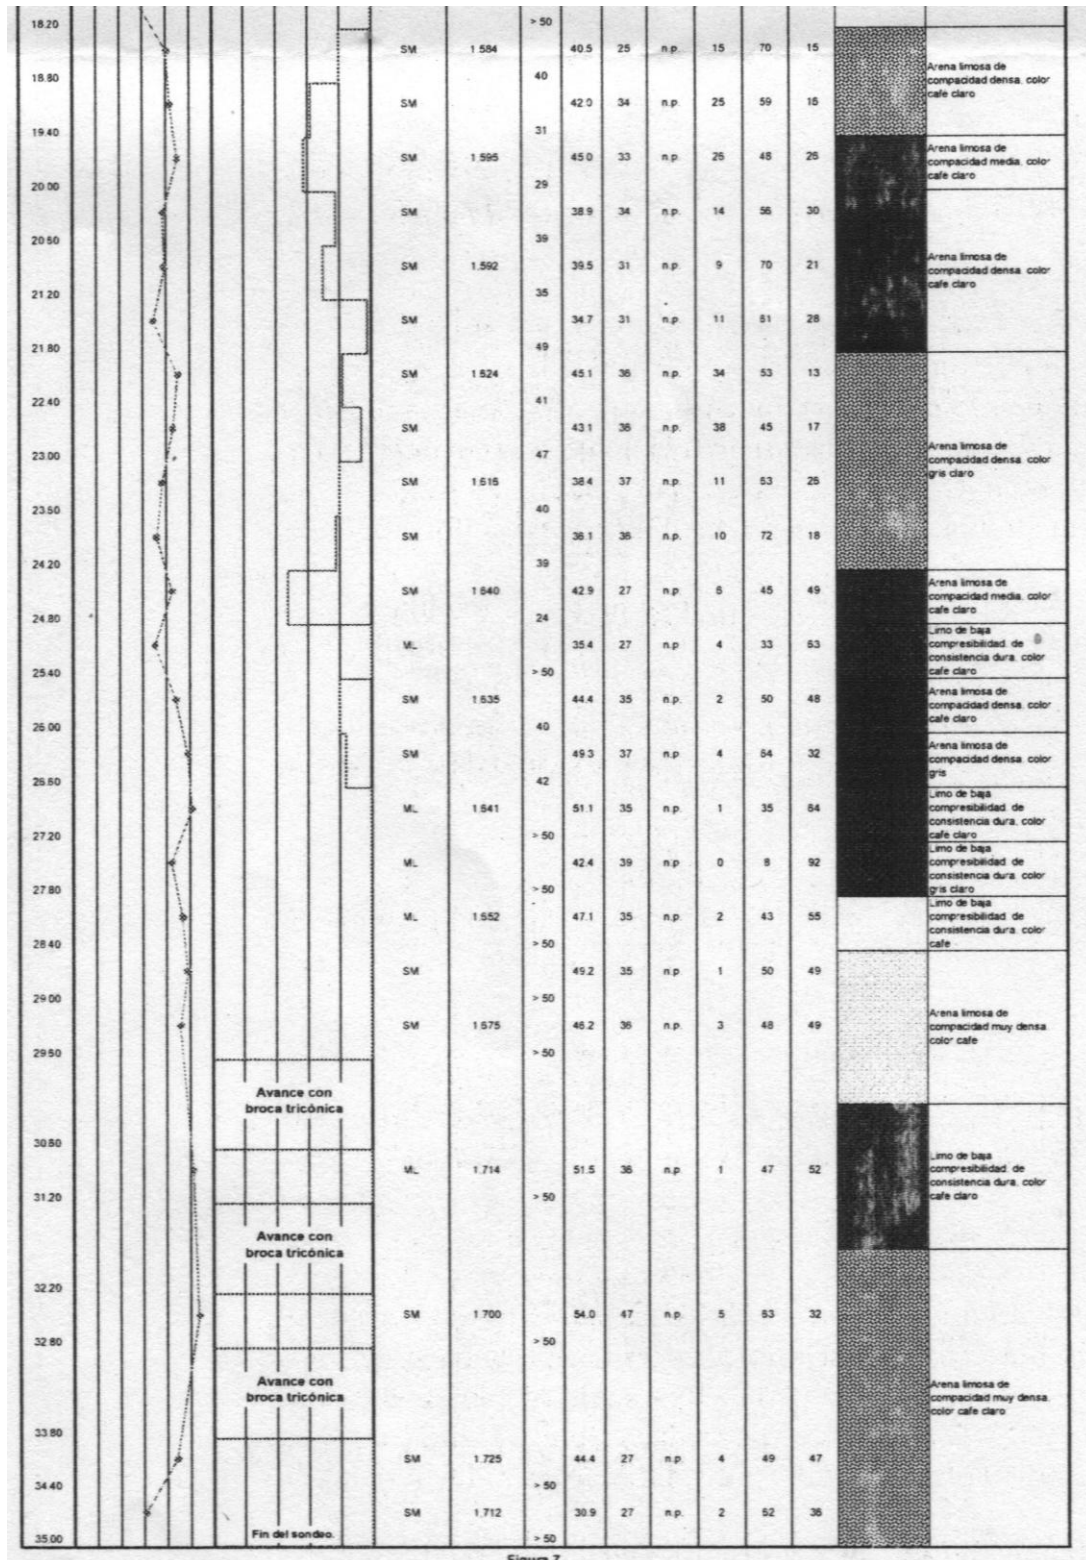 18.20 > 50
SM 1.584 40.5 25 n.p. 15 70 15
Arena limosa de
compacidad densa. color
cafe claro
18.80 40
SM 42.0 34 n.p. 25 59 15
19.40 31
SM 1.595 45.0 33 n.p. 26 48 26
Arena limosa de
compacidad media. color
cafe claro
20.00 29
SM 38.9 34 n.p. 14 56 30
20.50 39
SM 1.592 39.5 31 n.p. 9 70 21
Arena limosa de
compacidad densa. color
cafe claro
21.20 35
SM 34.7 31 n.p. 11 61 28
21.80 49
SM 1.524 45.1 36 n.p. 34 53 13
22.40 41
SM 43.1 36 n.p. 38 45 17
Arena limosa de
compacidad densa. color
gris claro
23.00 47
SM 1.615 38.4 37 n.p. 11 63 26
23.50 40
SM 36.1 36 n.p. 10 72 18
24.20 39
SM 1.640 42.9 27 n.p. 6 45 49
Arena limosa de
compacidad media. color
cafe claro
24.80 24
ML 35.4 27 n.p 4 33 63
Limo de baja
compresibilidad. de
consistencia dura. color
cafe claro
25.40 > 50
SM 1.635 44.4 35 n.p. 2 50 48
Arena limosa de
compacidad densa. color
cafe claro
26.00 40
SM 49.3 37 n.p 4 64 32
Arena limosa de
compacidad densa. color
gris
26.50 42
ML 1.641 51.1 35 n.p. 1 35 64
Limo de baja
compresibilidad. de
consistencia dura. color
cafe claro
27.20 > 50
ML 42.4 39 n.p 0 8 92
Limo de baja
compresibilidad. de
consistencia dura. color
gris claro
27.80 > 50
ML 1.552 47.1 35 n.p. 2 43 55
Limo de baja
compresibilidad. de
consistencia dura. color
cafe
28.40 > 50
SM 49.2 35 n.p. 1 50 49
29.00 > 50
SM 1.575 46.2 36 n.p. 3 48 49
Arena limosa de
compacidad muy densa.
color cafe
29.50 > 50
Avance con
broca tricónica
30.50
ML 1.714 51.5 36 n.p. 1 47 52
Limo de baja
compresibilidad. de
consistencia dura. color
cafe claro
31.20 > 50
Avance con
broca tricónica
32.20
SM 1.700 54.0 47 n.p. 5 63 32
32.80 > 50
Avance con
broca tricónica
Arena limosa de
compacidad muy densa.
color cafe claro
33.80
SM 1.725 44.4 27 n.p. 4 49 47
34.40 > 50
SM 1.712 30.9 27 n.p. 2 52 36
35.00 Fin del sondeo. > 50
Figura 7